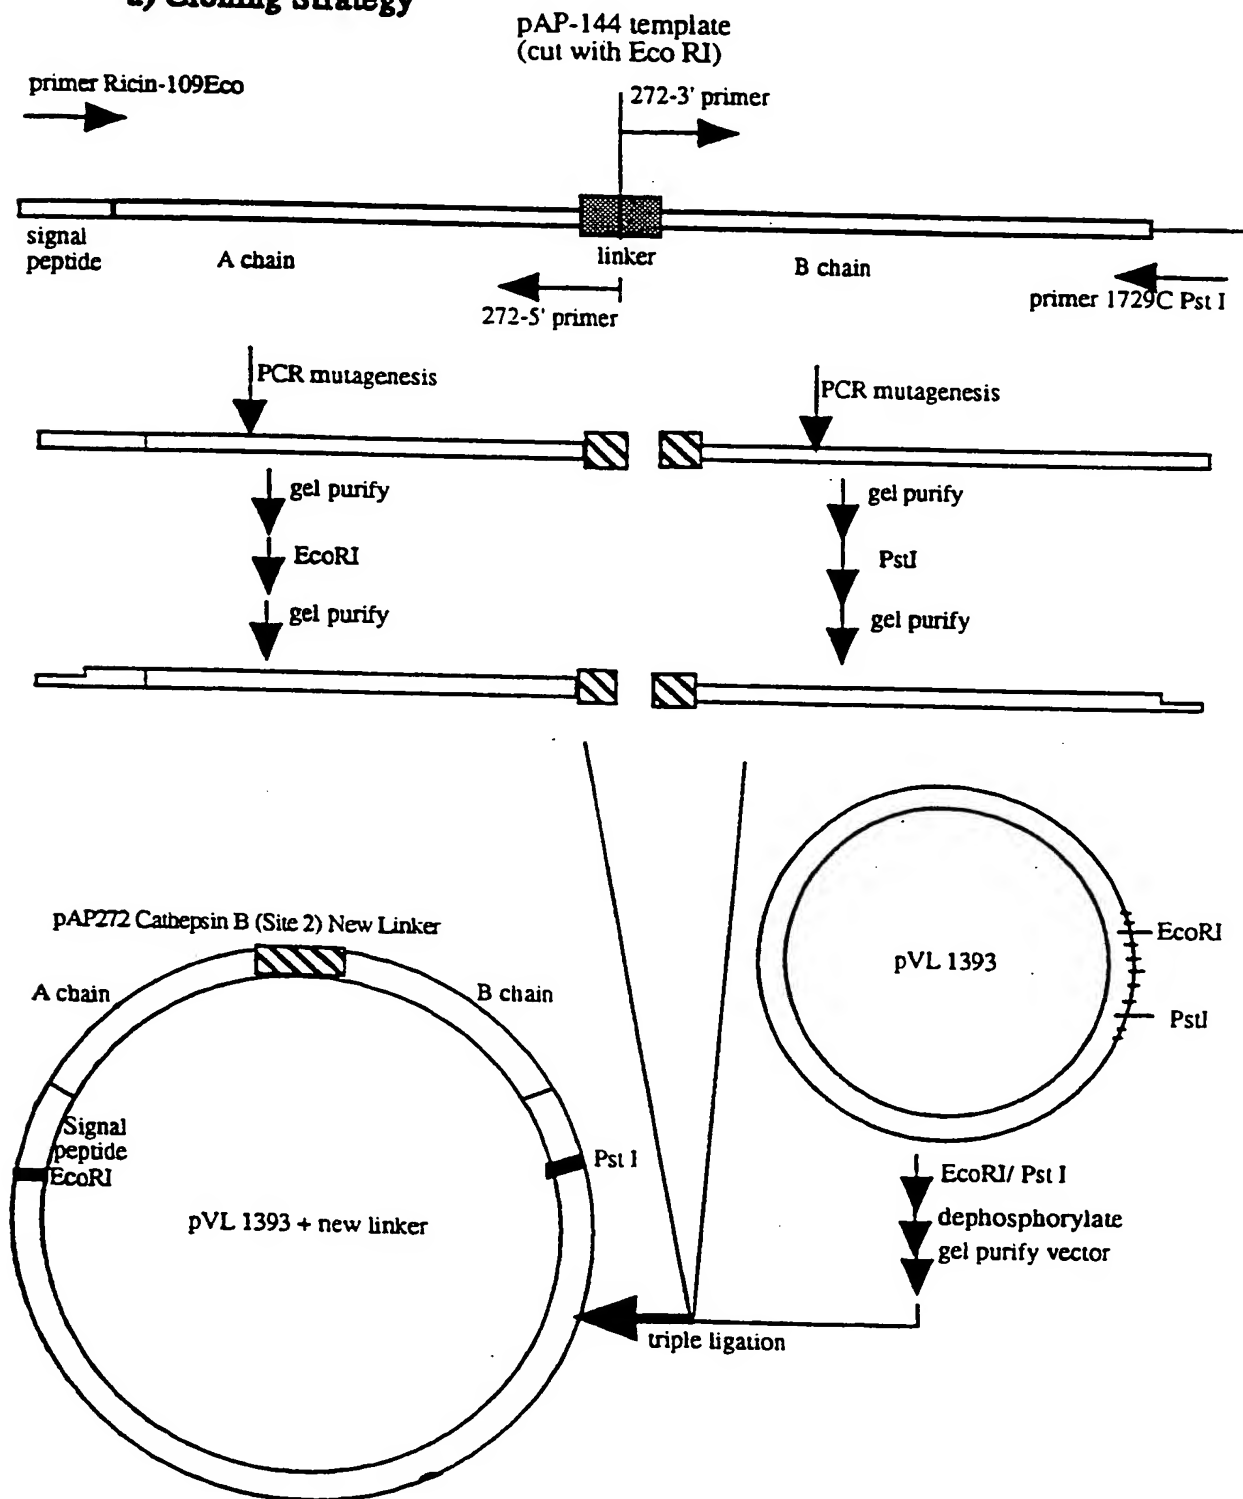 a) Cloning Strategy
pAP-144 template
(cut with Eco RI)
primer Ricin-109Eco
272-3' primer
signal
peptide
A chain
linker
B chain
272-5' primer
primer 1729C Pst I
PCR mutagenesis
PCR mutagenesis
gel purify
gel purify
EcoRI
PstI
gel purify
gel purify
pAP272 Cathepsin B (Site 2) New Linker
A chain
B chain
pVL 1393
EcoRI
PstI
Signal
peptide
EcoRI
Pst I
pVL 1393 + new linker
EcoRI/ Pst I
dephosphorylate
gel purify vector
triple ligation